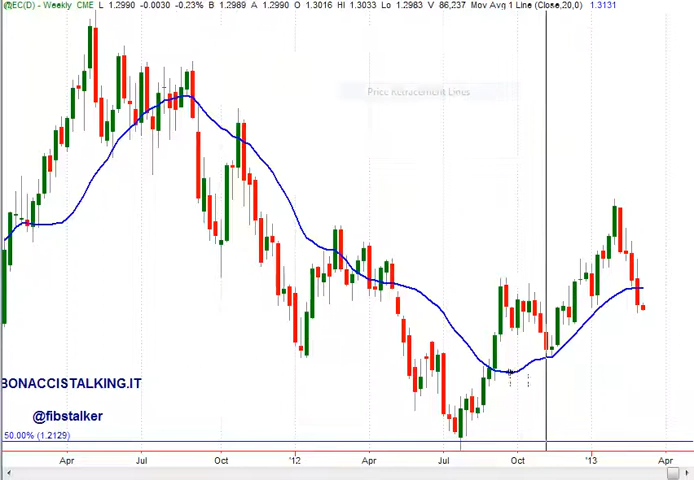 @EC(D) - Weekly CME L 1.2990 -0.0030 -0.23% B 1.2989 A 1.2990 O 1.3016 Hi 1.3033 Lo 1.2983 V 86,237 Mov Avg 1 Line (Close,20,0) 1.3131
Price Retracement Lines
BONACCISTALKING.IT
@fibstalker
50.00% (1.2129)
Apr Jul Oct '12 Apr Jul Oct '13 Apr